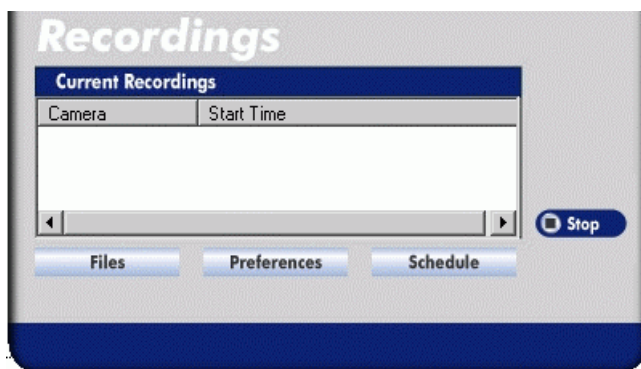 Recordings
Current Recordings
Camera Start Time
Stop
Files Preferences Schedule